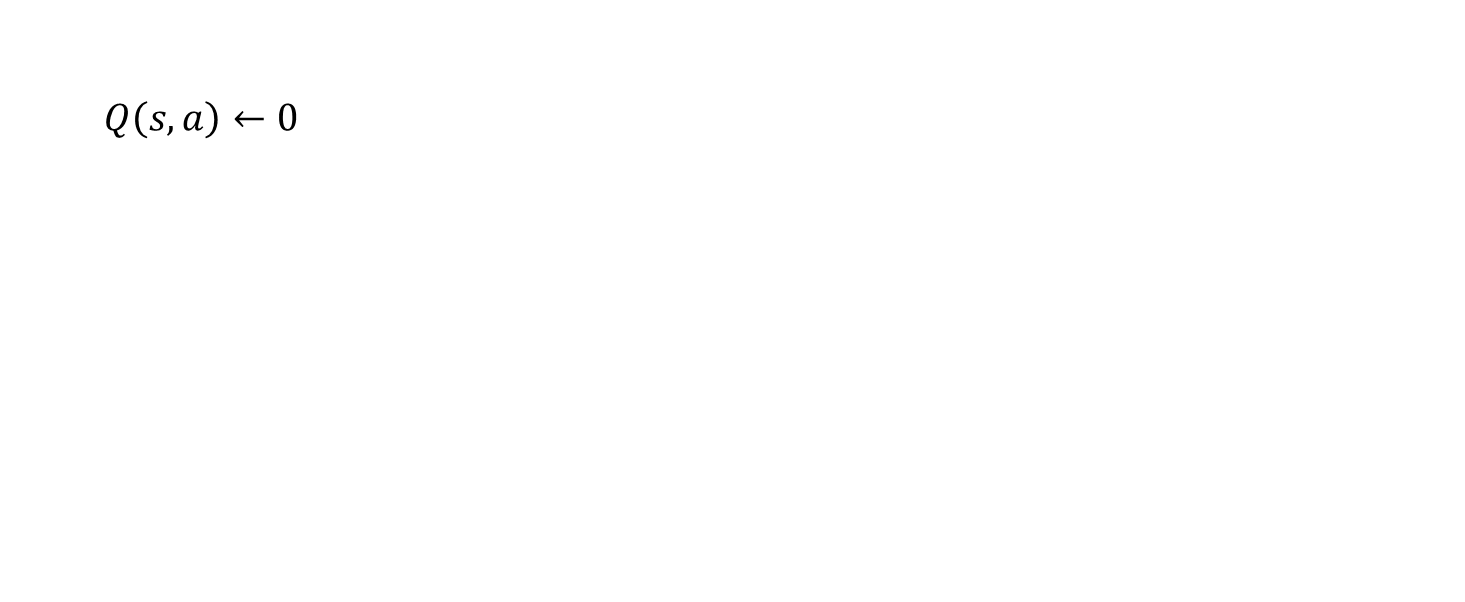 Q(s, a) ← 0